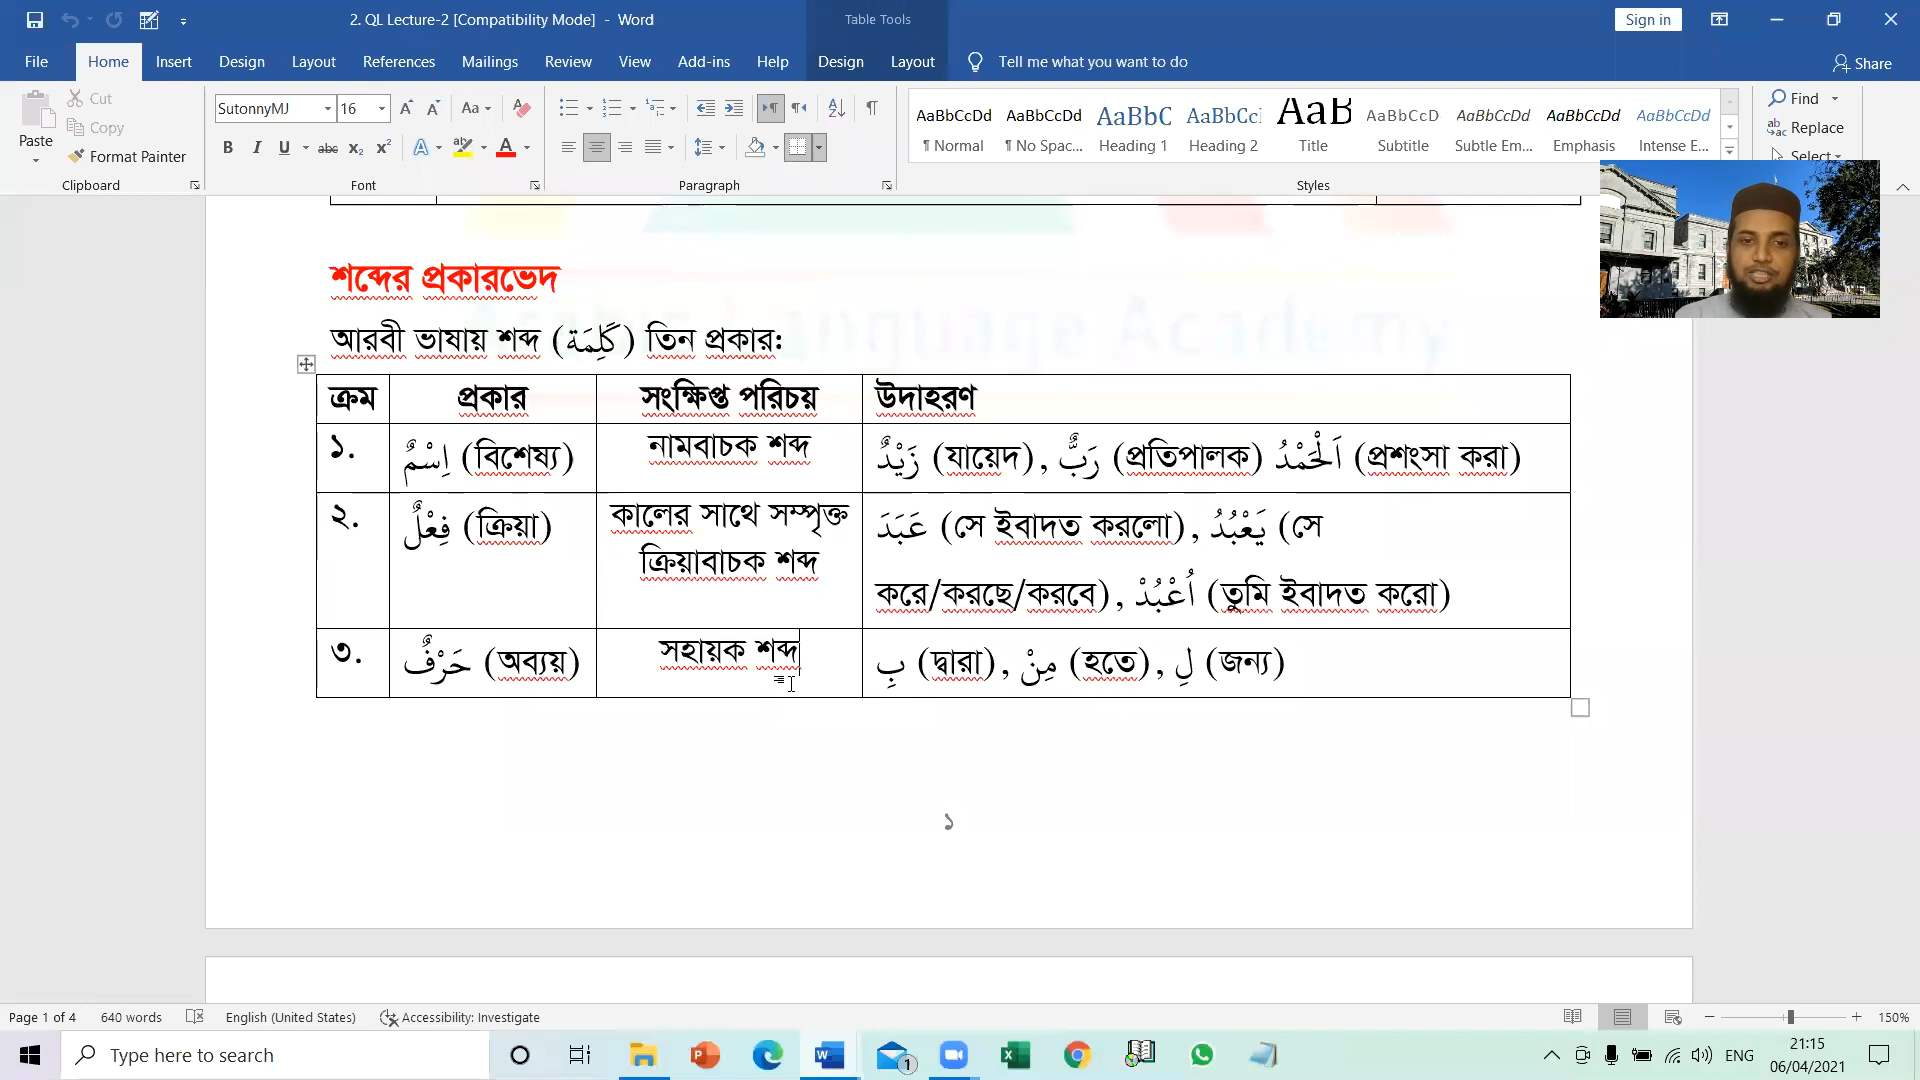 2. QL Lecture-2 [Compatibility Mode] - Word
Table Tools
Sign in
File Home Insert Design Layout References Mailings Review View Add-ins Help Design Layout Tell me what you want to do Share
Paste
Cut
Copy
Format Painter
Clipboard
SutonnyMJ 16
Font
Paragraph
AaBbCcDd AaBbCcDd AaBbC AaBbCc AaB AaBbCcD AaBbCcDd AaBbCcDd AaBbCcDd
¶ Normal ¶ No Spac... Heading 1 Heading 2 Title Subtitle Subtle Em... Emphasis Intense E...
Styles
Find
Replace
Select
Language Academy
শব্দের প্রকারভেদ
আরবী ভাষায় শব্দ (كَلِمَة) তিন প্রকার:
ক্রম প্রকার সংক্ষিপ্ত পরিচয় উদাহরণ
১. اِسْمٌ (বিশেষ্য) নামবাচক শব্দ زَيْدٌ (যায়েদ), رَبٌّ (প্রতিপালক) اَلْحَمْدُ (প্রশংসা করা)
২. فِعْلٌ (ক্রিয়া) কালের সাথে সম্পৃক্ত ক্রিয়াবাচক শব্দ عَبَدَ (সে ইবাদত করলো), يَعْبُدُ (সে
করে/করছে/করবে), اُعْبُدْ (তুমি ইবাদত করো)
৩. حَرْفٌ (অব্যয়) সহায়ক শব্দ بِ (দ্বারা), مِنْ (হতে), لِ (জন্য)
১
Page 1 of 4 640 words English (United States) Accessibility: Investigate 150%
Type here to search
1
ENG
21:15
06/04/2021